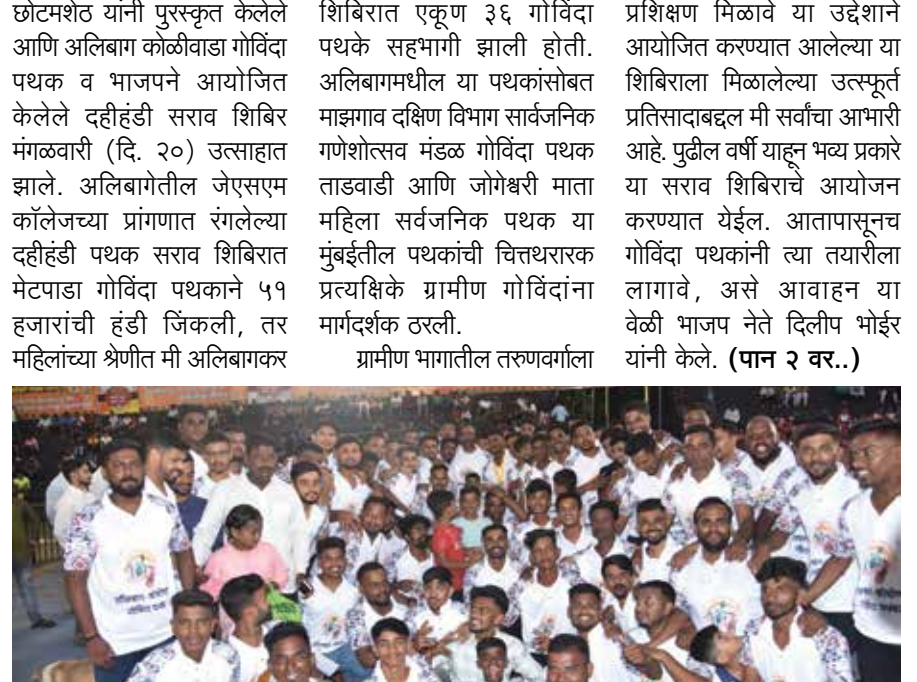 छोटमशेठ यांनी पुरस्कृत केलेले
आणि अलिबाग कोळीवाडा गोविंदा
पथक व भाजपने आयोजित
केलेले दहीहंडी सराव शिबिर
मंगळवारी (दि. २०) उत्साहात
झाले. अलिबागेतील जेएसएम
कॉलेजच्या प्रांगणात रंगलेल्या
दहीहंडी पथक सराव शिबिरात
मेटपाडा गोविंदा पथकाने ५१
हजारांची हंडी जिंकली, तर
महिलांच्या श्रेणीत मी अलिबागकर
शिबिरात एकूण ३६ गोविंदा
पथके सहभागी झाली होती.
अलिबागमधील या पथकांसोबत
माझगाव दक्षिण विभाग सार्वजनिक
गणेशोत्सव मंडळ गोविंदा पथक
ताडवाडी आणि जोगेश्वरी माता
महिला सर्वजनिक पथक या
मुंबईतील पथकांची चित्तथरारक
प्रत्यक्षिके ग्रामीण गोविंदांना
मार्गदर्शक ठरली.
ग्रामीण भागातील तरुणवर्गाला
प्रशिक्षण मिळावे या उद्देशाने
आयोजित करण्यात आलेल्या या
शिबिराला मिळालेल्या उत्स्फूर्त
प्रतिसादाबद्दल मी सर्वांचा आभारी
आहे. पुढील वर्षी याहून भव्य प्रकारे
या सराव शिबिराचे आयोजन
करण्यात येईल. आतापासूनच
गोविंदा पथकांनी त्या तयारीला
लागावे, असे आवाहन या
वेळी भाजप नेते दिलीप भोईर
यांनी केले. (पान २ वर..)